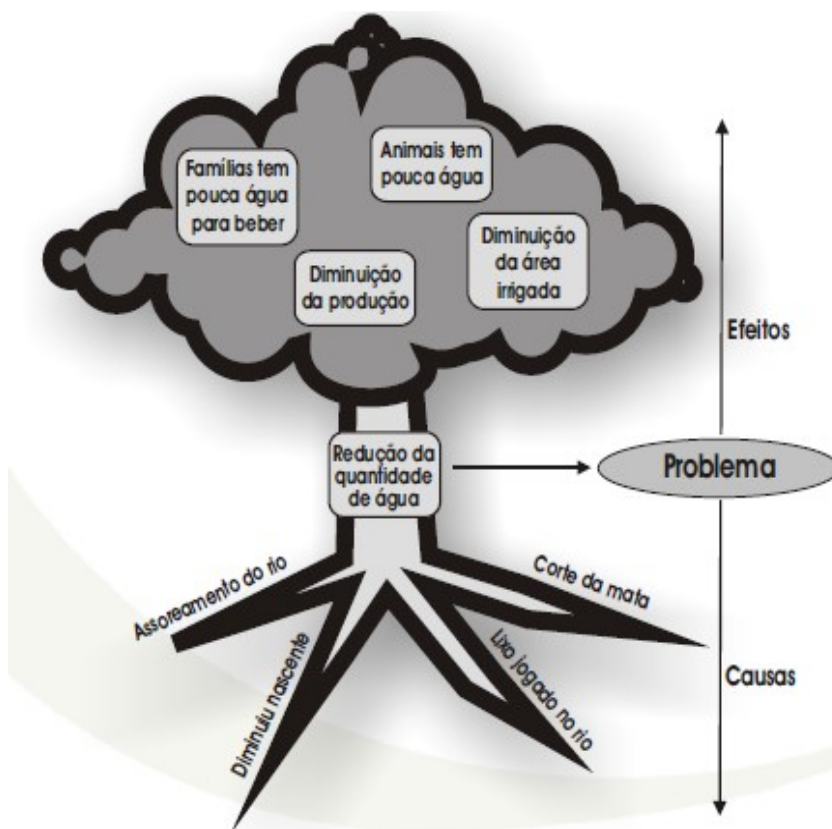 Famílias tem
pouca água
para beber
Animais tem
pouca água
Diminuição
da produção
Diminuição
da área
irrigada
Efeitos
Redução da
quantidade
de água
Problema
Assoreamento do rio
Diminuiu nascente
Lixo jogado no rio
Corte da mata
Causas